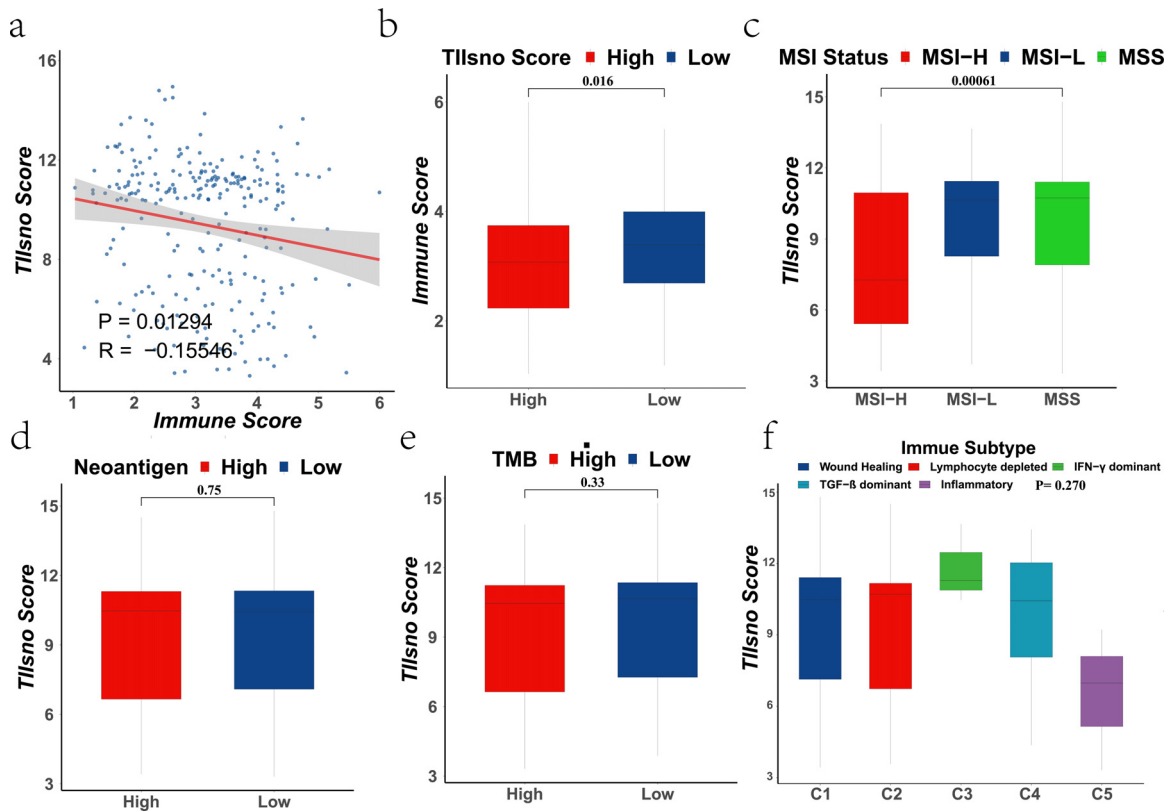 a
16
12
8
4
TIIsno Score
P = 0.01294
R = −0.15546
1 2 3 4 5 6
Immune Score
b
TIIsno Score High Low
0.016
6
4
2
Immune Score
High Low
c
MSI Status MSI−H MSI−L MSS
0.00061
15
12
9
6
3
TIIsno Score
MSI−H MSI−L MSS
d
Neoantigen High Low
0.75
15
12
9
6
3
TIIsno Score
High Low
e
TMB High Low
0.33
15
12
9
6
3
TIIsno Score
High Low
f
Immue Subtype
Wound Healing Lymphocyte depleted IFN−γ dominant
TGF−ß dominant Inflammatory P= 0.270
15
12
9
6
3
TIIsno Score
C1 C2 C3 C4 C5